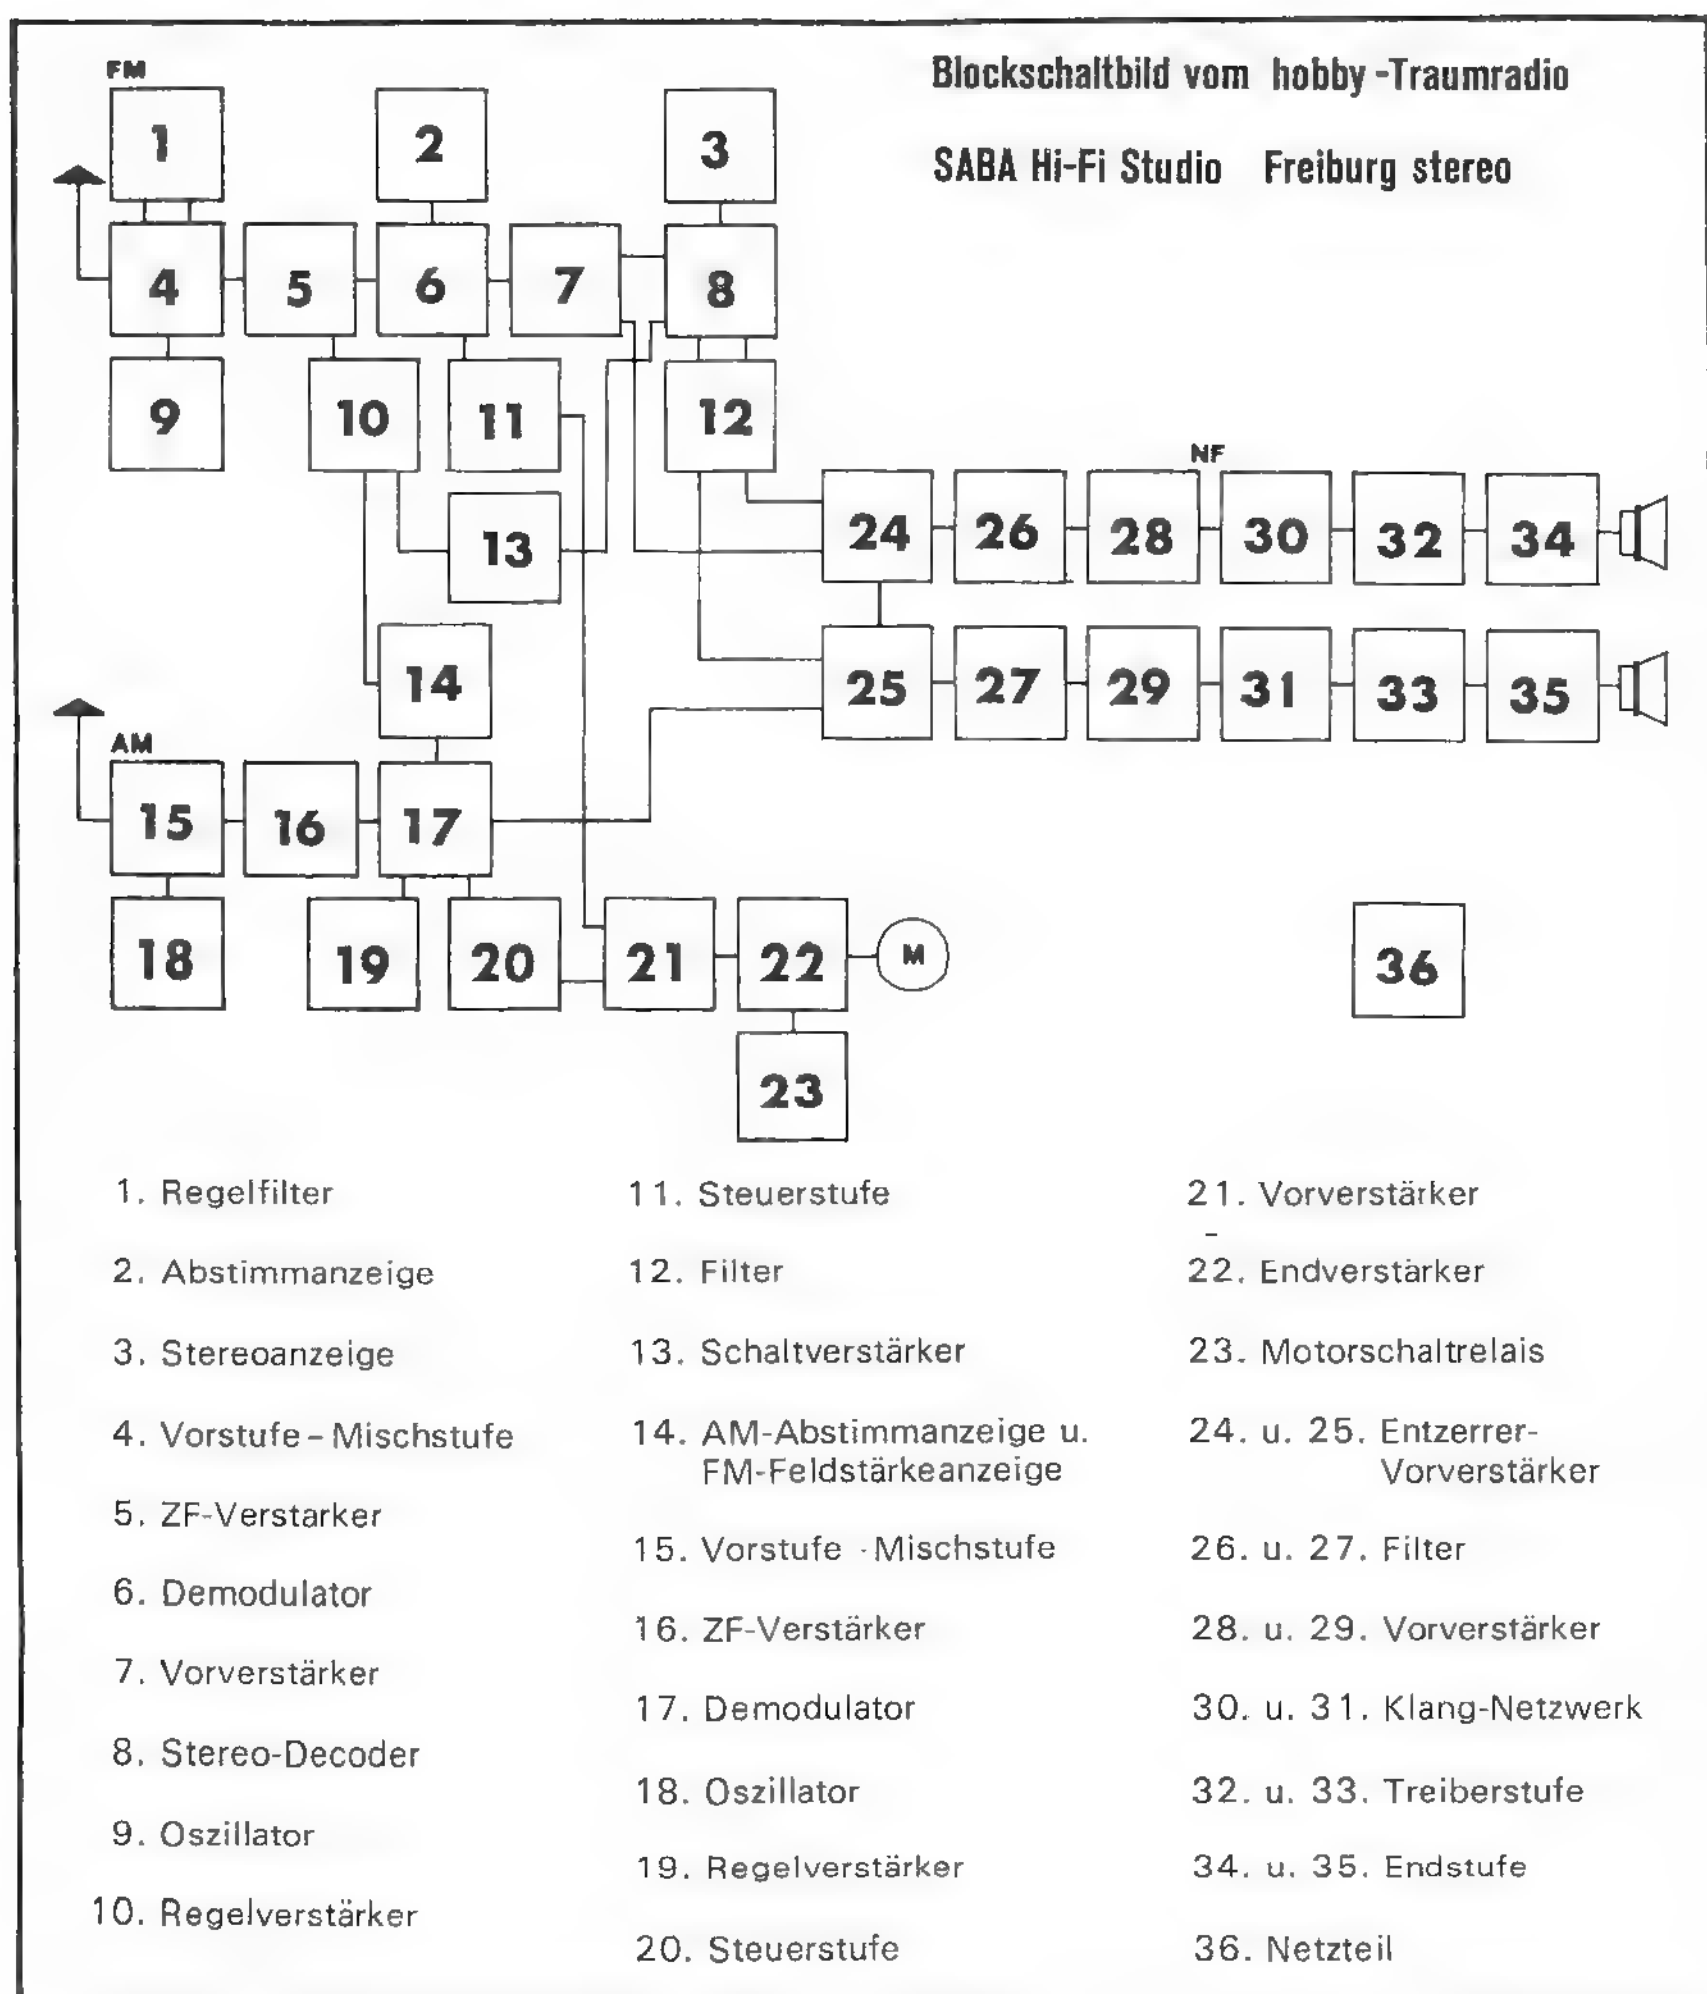 FM
Blockschaltbild vom hobby-Traumradio
SABA Hi-Fi Studio Freiburg stereo
1
2
3
4
5
6
7
8
9
10
11
12
NF
13
24
26
28
30
32
34
14
25
27
29
31
33
35
AM
15
16
17
18
19
20
21
22
M
36
23
1. Regelfilter
2. Abstimmanzeige
3. Stereoanzeige
4. Vorstufe–Mischstufe
5. ZF-Verstarker
6. Demodulator
7. Vorverstärker
8. Stereo-Decoder
9. Oszillator
10. Regelverstärker
11. Steuerstufe
12. Filter
13. Schaltverstärker
14. AM-Abstimmanzeige u.
FM-Feldstärkeanzeige
15. Vorstufe -Mischstufe
16. ZF-Verstärker
17. Demodulator
18. Oszillator
19. Regelverstärker
20. Steuerstufe
21. Vorverstärker
22. Endverstärker
23. Motorschaltrelais
24. u. 25. Entzerrer-
Vorverstärker
26. u. 27. Filter
28. u. 29. Vorverstärker
30. u. 31. Klang-Netzwerk
32. u. 33. Treiberstufe
34. u. 35. Endstufe
36. Netzteil